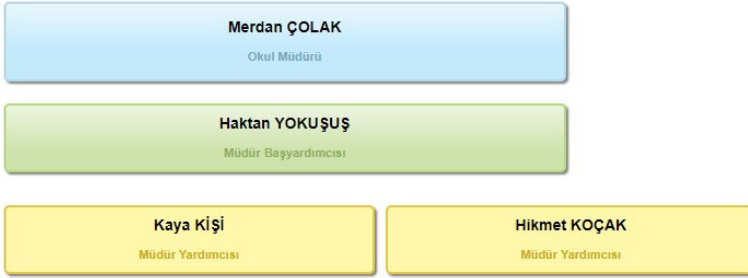 Merdan ÇOLAK
Okul Müdürü
Haktan YOKUŞUŞ
Müdür Başyardımcısı
Kaya KİŞİ
Müdür Yardımcısı
Hikmet KOÇAK
Müdür Yardımcısı